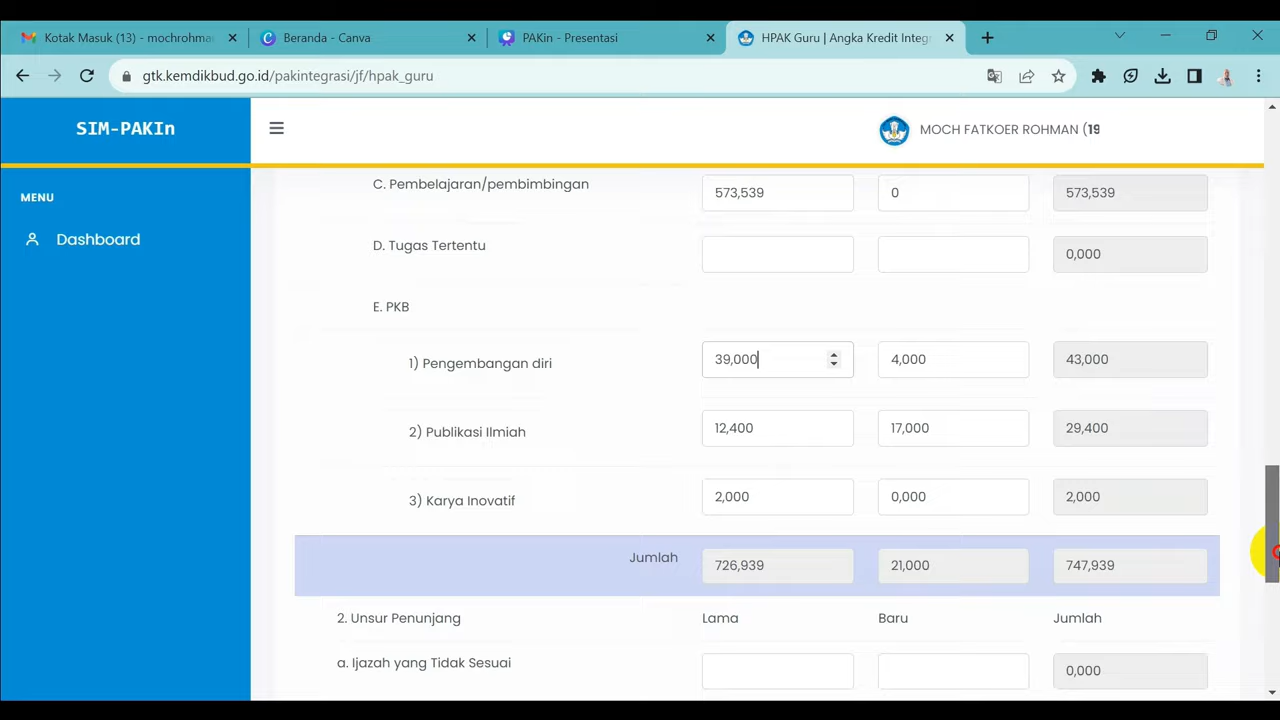 Kotak Masuk (13) - mochrohma
Beranda - Canva
PAKin - Presentasi
HPAK Guru | Angka Kredit Integr
gtk.kemdikbud.go.id/pakintegrasi/jf/hpak_guru
SIM-PAKIn
MOCH FATKOER ROHMAN (19
MENU
Dashboard
C. Pembelajaran/pembimbingan 573,539 0 573,539
D. Tugas Tertentu 0,000
E. PKB
1) Pengembangan diri 39,000 4,000 43,000
2) Publikasi Ilmiah 12,400 17,000 29,400
3) Karya Inovatif 2,000 0,000 2,000
Jumlah 726,939 21,000 747,939
2. Unsur Penunjang Lama Baru Jumlah
a. Ijazah yang Tidak Sesuai 0,000